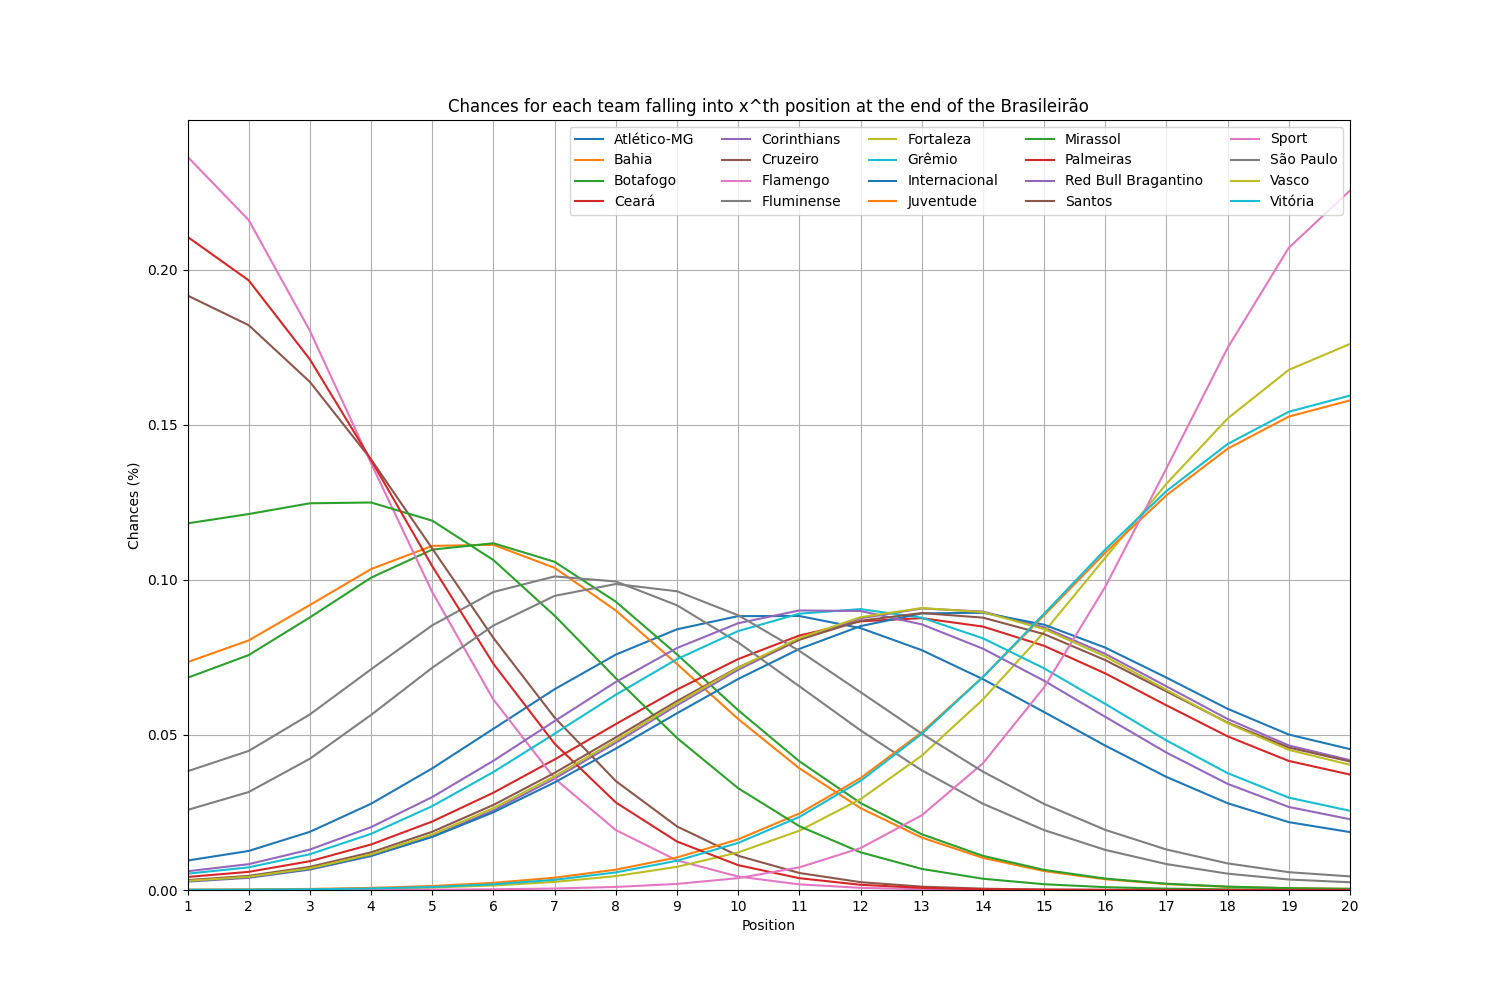 Chances for each team falling into x^th position at the end of the Brasileirão
Atlético-MG Corinthians Fortaleza Mirassol Sport
Bahia Cruzeiro Grêmio Palmeiras São Paulo
Botafogo Flamengo Internacional Red Bull Bragantino Vasco
Ceará Fluminense Juventude Santos Vitória
Chances (%)
0.20
0.15
0.10
0.05
0.00
1 2 3 4 5 6 7 8 9 10 11 12 13 14 15 16 17 18 19 20
Position